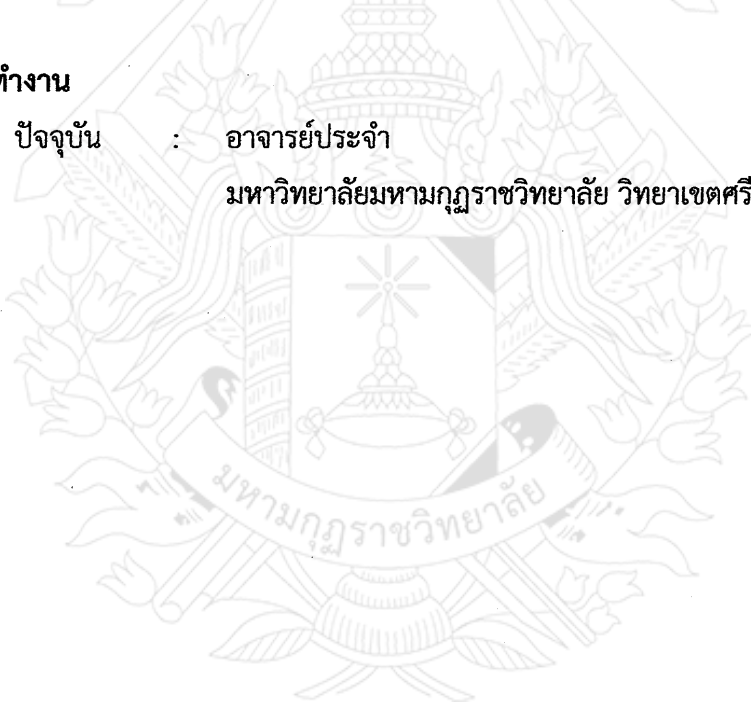 ทำงาน
ปัจจุบัน : อาจารย์ประจำ
มหาวิทยาลัยมหามกุฏราชวิทยาลัย วิทยาเขตศรี
มหามกุฏราชวิทยาลัย